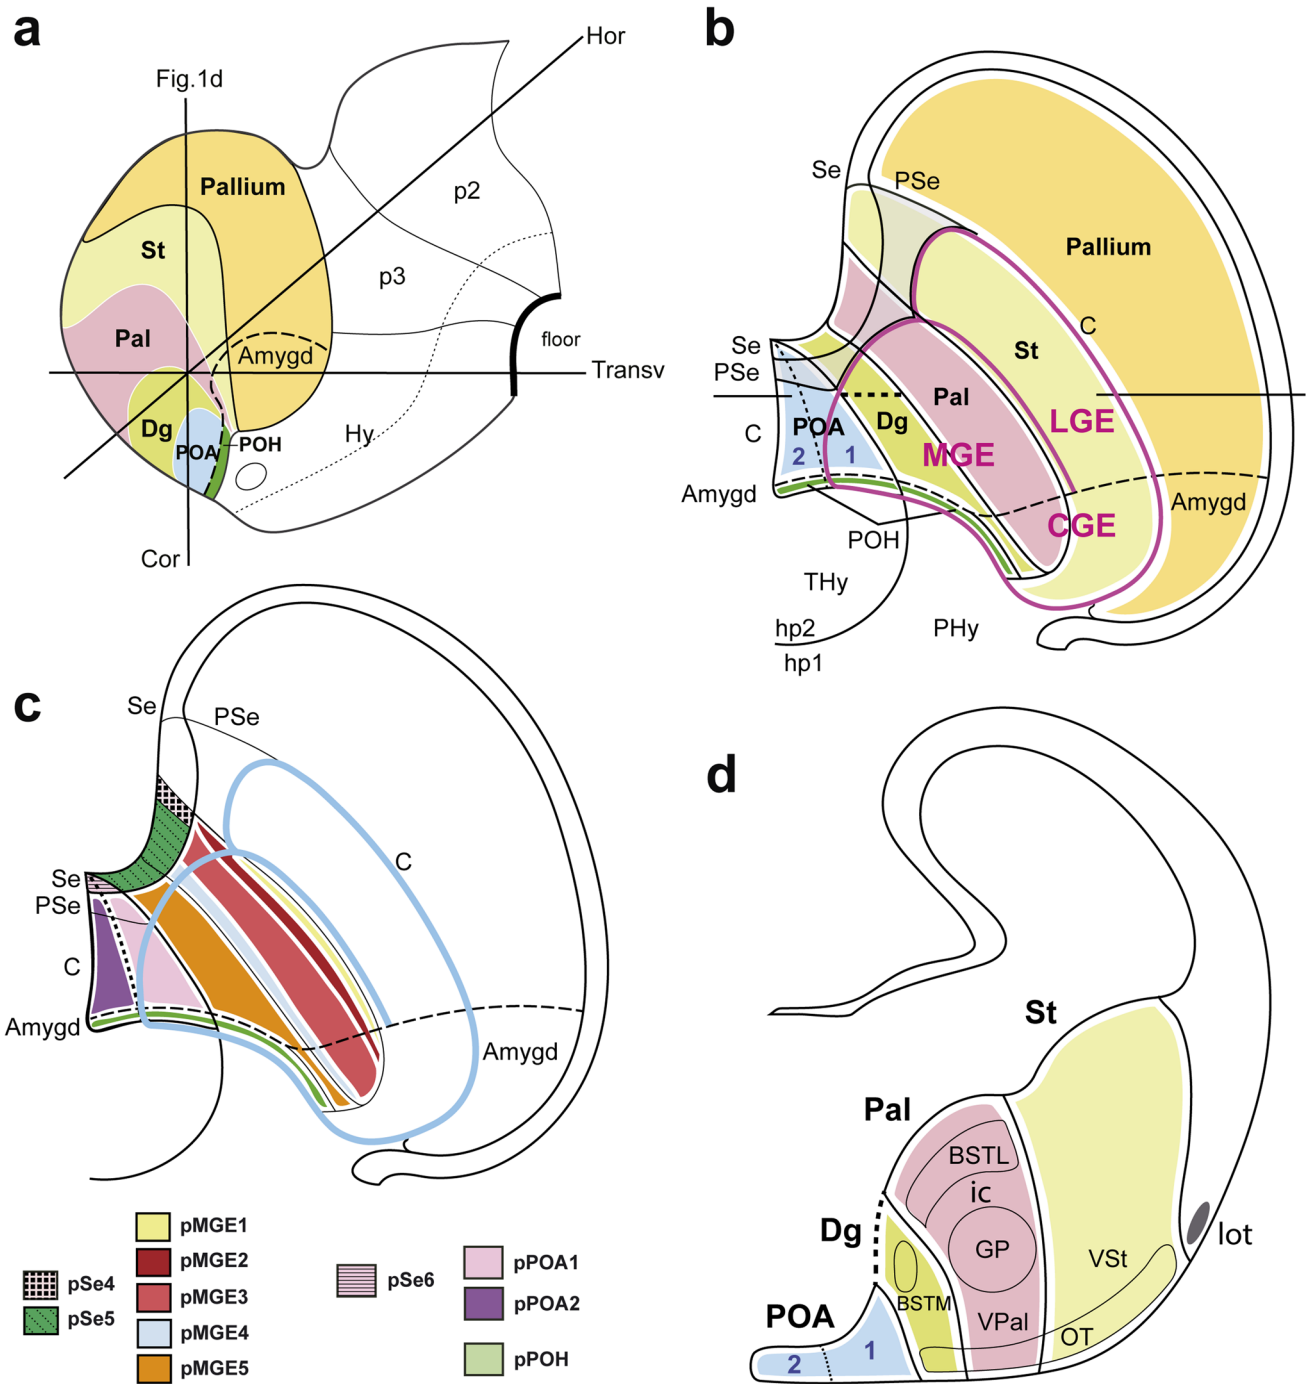 a
Fig.1d
Hor
Pallium
p2
St
p3
Pal
Amygd
floor
Transv
Dg
POA
POH
Hy
Cor
b
Se
PSe
Pallium
C
St
Se
PSe
Pal
LGE
C
POA
Dg
2
1
MGE
Amygd
Amygd
CGE
POH
THy
hp2
PHy
hp1
c
Se
PSe
C
Se
PSe
C
Amygd
Amygd
pMGE1
pMGE2
pSe4
pMGE3
pSe5
pMGE4
pMGE5
pSe6
pPOA1
pPOA2
pPOH
d
St
Pal
BSTL
ic
Dg
GP
lot
VSt
BSTM
POA
VPal
OT
2
1